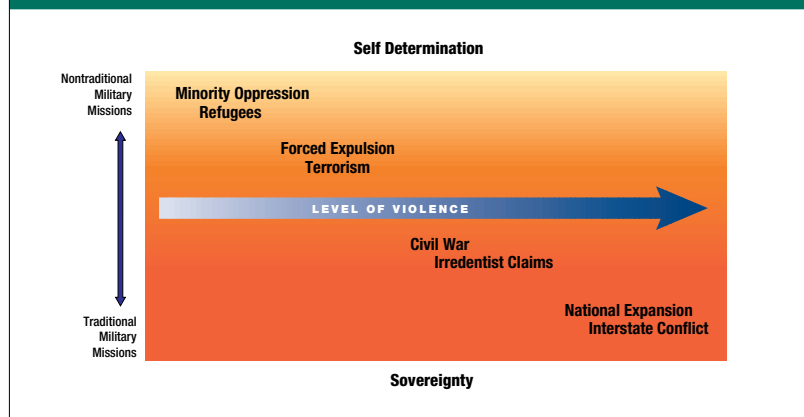 Self Determination
Nontraditional
Military
Missions
Minority Oppression
Refugees
Forced Expulsion
Terrorism
LEVEL OF VIOLENCE
Civil War
Irredentist Claims
National Expansion
Interstate Conflict
Traditional
Military
Missions
Sovereignty